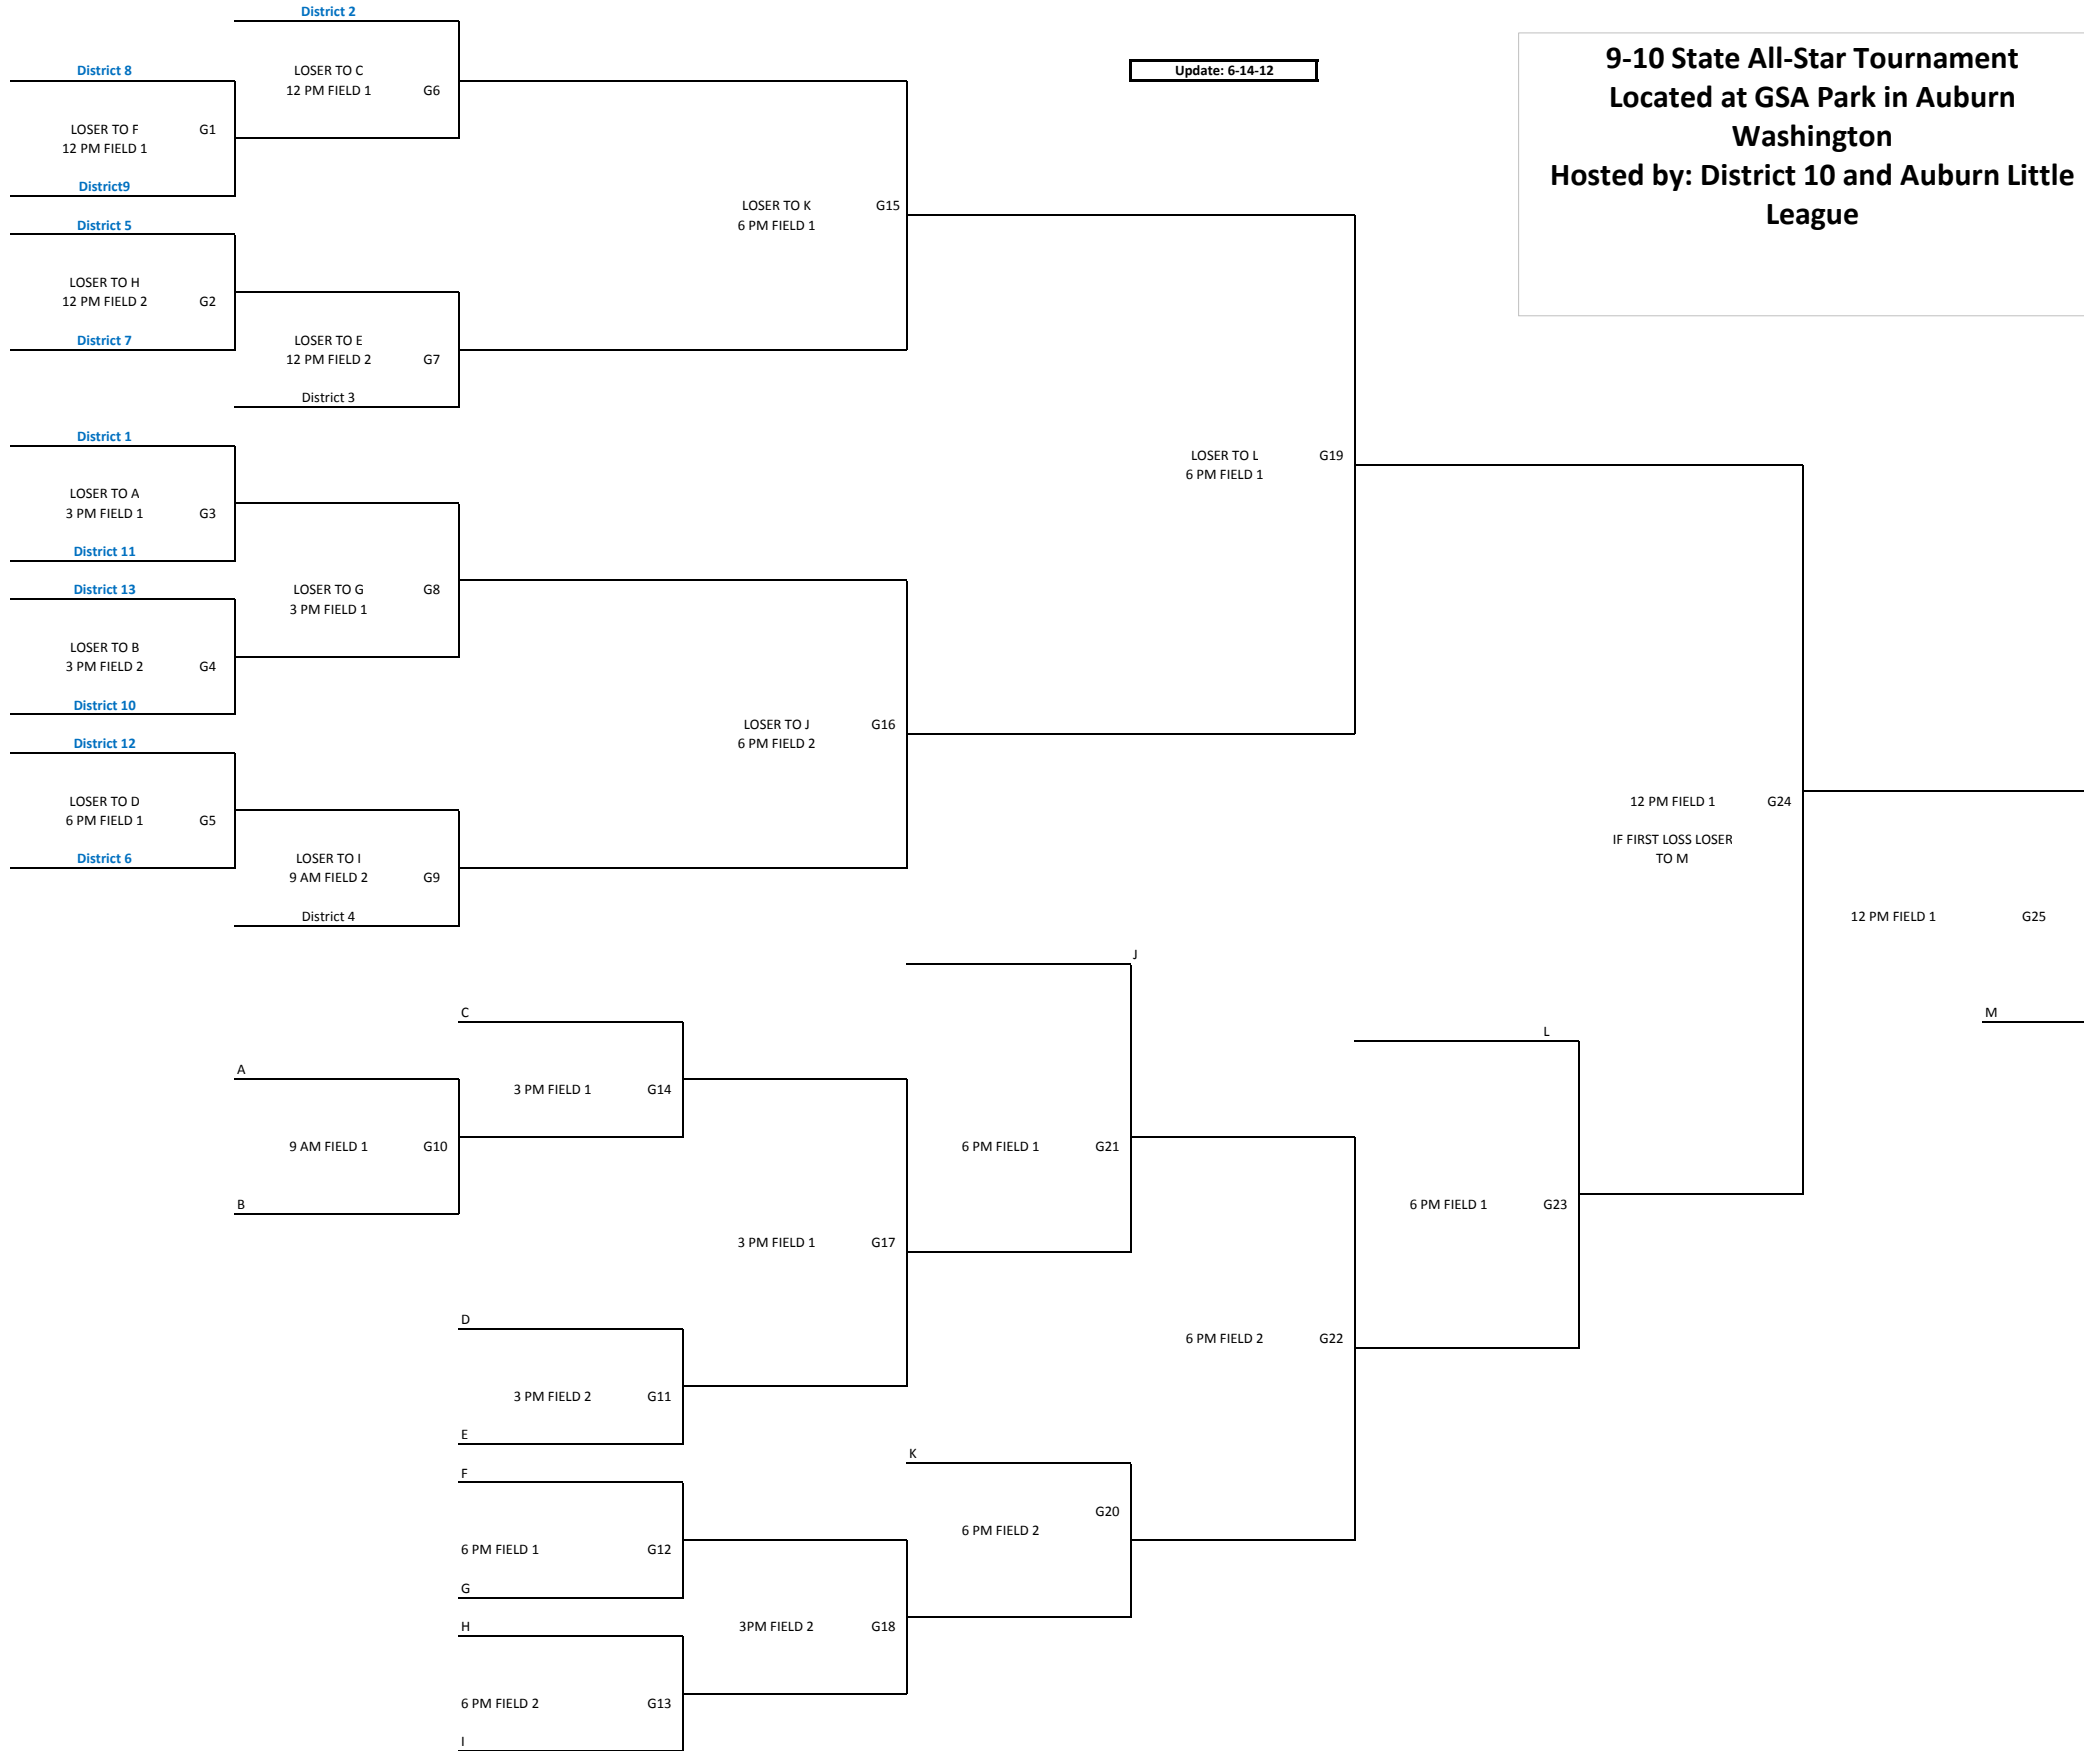 District 2
District 8
LOSER TO C
12 PM FIELD 1 G6
Update: 6-14-12
9-10 State All-Star Tournament
Located at GSA Park in Auburn
Washington
Hosted by: District 10 and Auburn Little
League
LOSER TO F G1
12 PM FIELD 1
District9
District 5
LOSER TO K G15
6 PM FIELD 1
LOSER TO H
12 PM FIELD 2 G2
District 7
LOSER TO E
12 PM FIELD 2 G7
District 3
District 1
LOSER TO L G19
6 PM FIELD 1
LOSER TO A
3 PM FIELD 1 G3
District 11
District 13
LOSER TO G G8
3 PM FIELD 1
LOSER TO B
3 PM FIELD 2 G4
District 10
LOSER TO J G16
6 PM FIELD 2
District 12
LOSER TO D
6 PM FIELD 1 G5
12 PM FIELD 1 G24
IF FIRST LOSS LOSER
TO M
District 6
LOSER TO I
9 AM FIELD 2 G9
District 4
12 PM FIELD 1 G25
J
C
M
L
A
3 PM FIELD 1 G14
9 AM FIELD 1 G10
6 PM FIELD 1 G21
B
6 PM FIELD 1 G23
3 PM FIELD 1 G17
D
6 PM FIELD 2 G22
3 PM FIELD 2 G11
E
K
F
G20
6 PM FIELD 2
6 PM FIELD 1 G12
G
H
3PM FIELD 2 G18
6 PM FIELD 2 G13
I